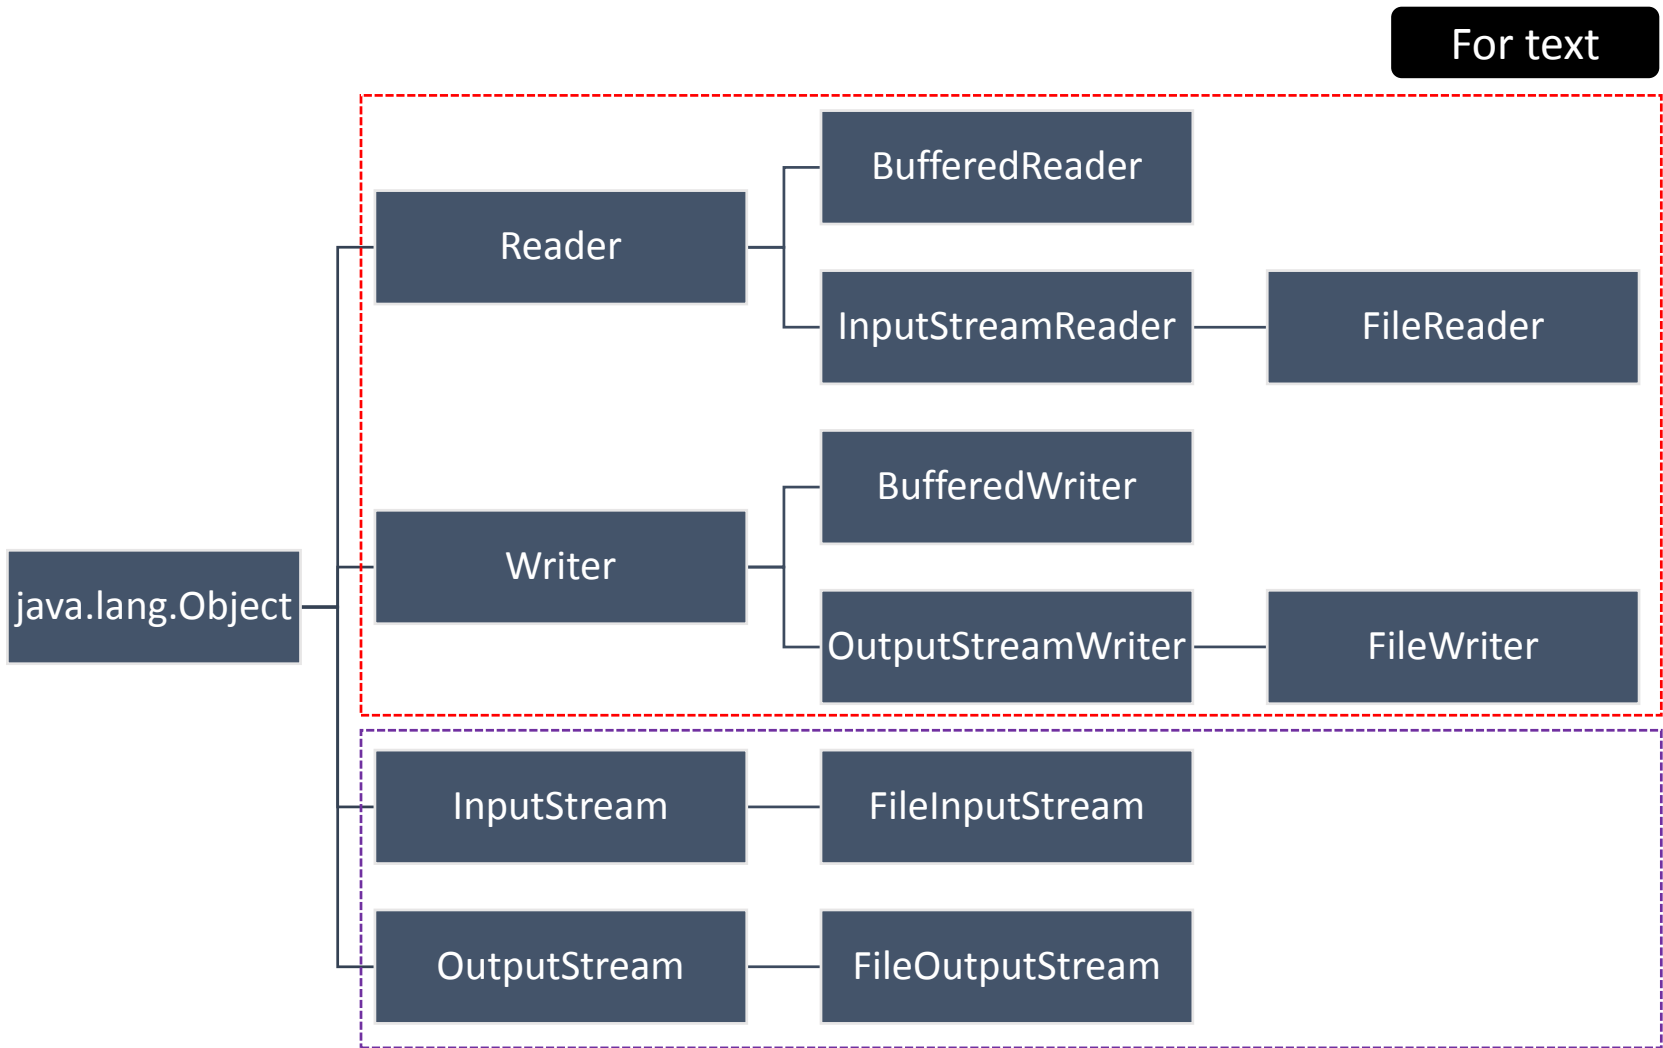 For text
BufferedReader
Reader
InputStreamReader
FileReader
BufferedWriter
Writer
OutputStreamWriter
FileWriter
java.lang.Object
InputStream
FileInputStream
OutputStream
FileOutputStream